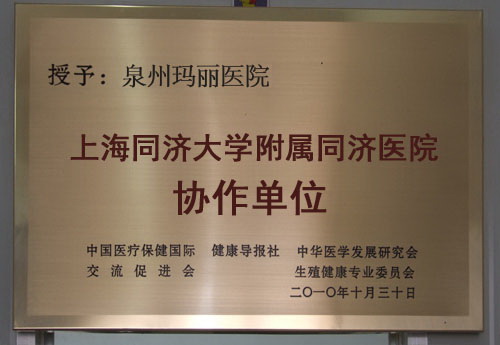 授予：泉州玛丽医院
上海同济大学附属同济医院
协作单位
中国医疗保健国际 健康导报社 中华医学发展研究会
交流促进会 生殖健康专业委员会
二〇一〇年十月三十日